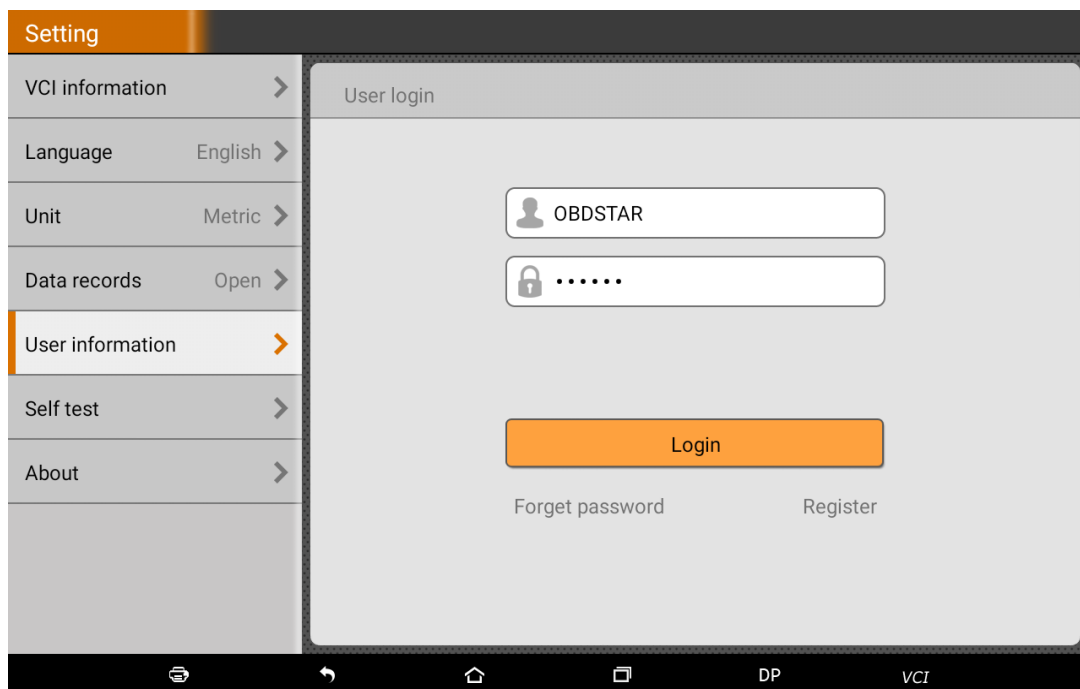 Setting
VCI information
Language English
Unit Metric
Data records Open
User information
Self test
About
User login
OBDSTAR
••••••
Login
Forget password Register
DP VCI